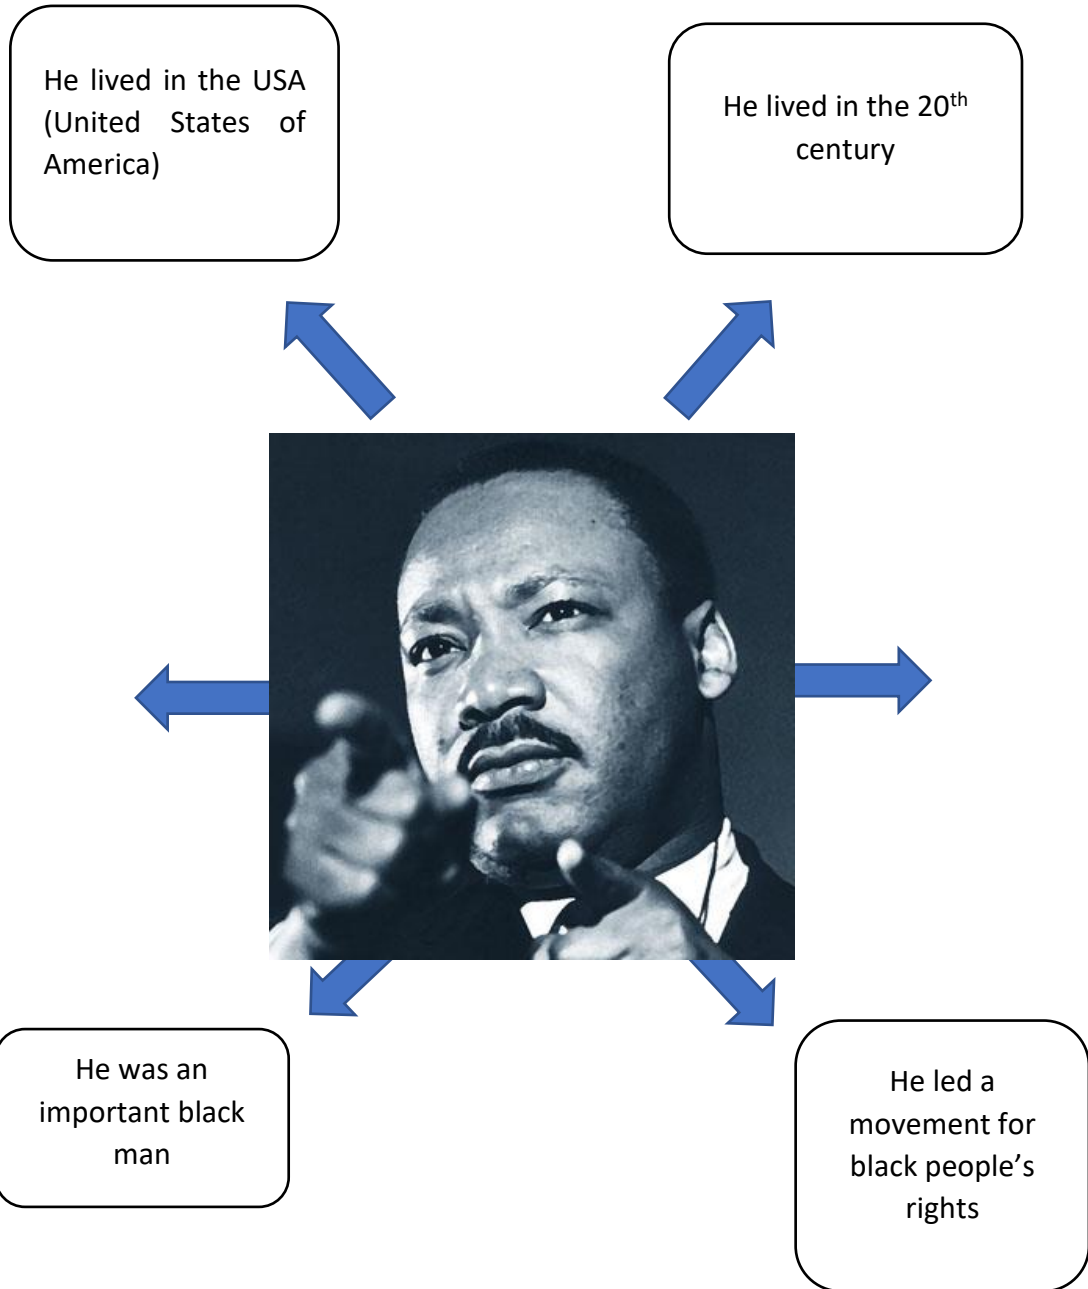 He lived in the USA
(United States of
America)
He lived in the 20th
century
He was an
important black
man
He led a
movement for
black people’s
rights